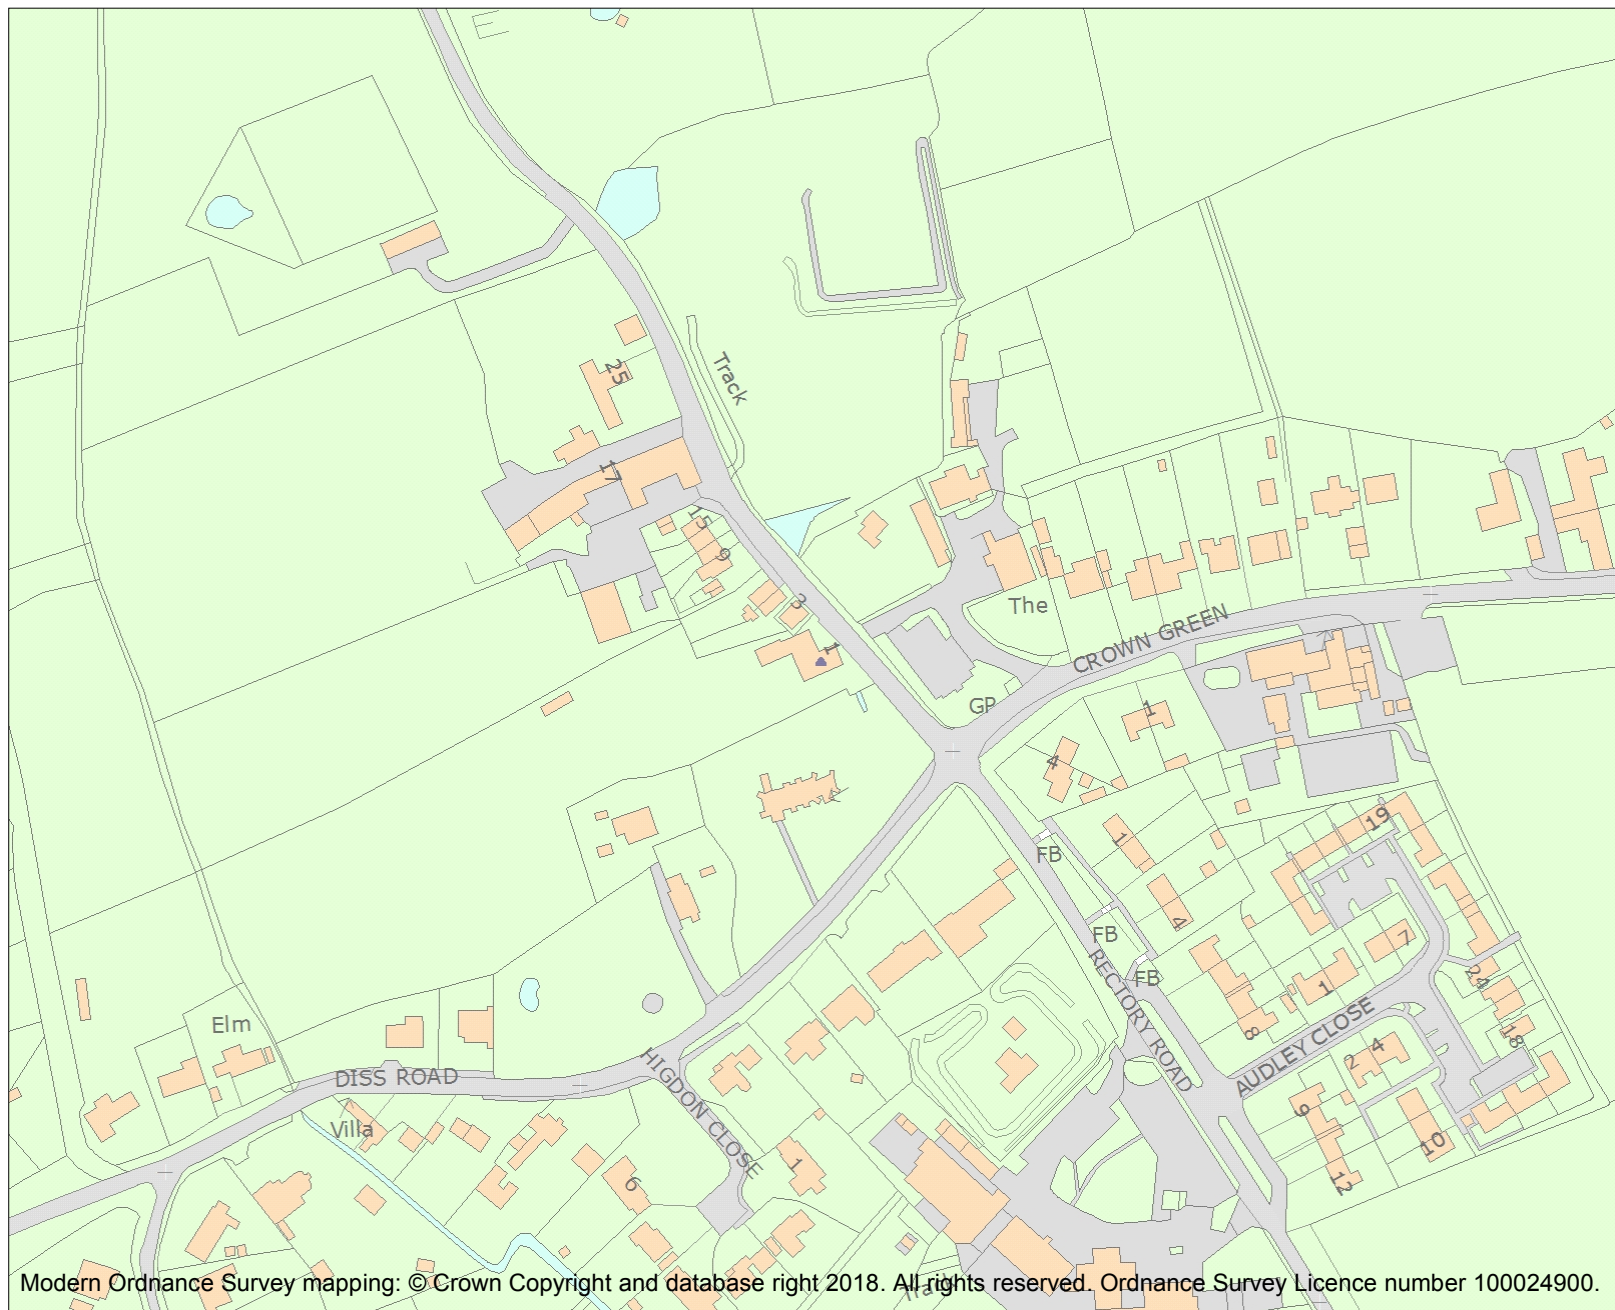 25
Track
17
15
9
3
The
1
CROWN GREEN
GP
1
4
FB
1
19
4
FB
7
RECTORY ROAD
FB
24
1
Elm
8
18
AUDLEY CLOSE
4
2
DISS ROAD
HIGDON CLOSE
9
Villa
10
1
6
12
Modern Ordnance Survey mapping: © Crown Copyright and database right 2018. All rights reserved. Ordnance Survey Licence number 100024900.